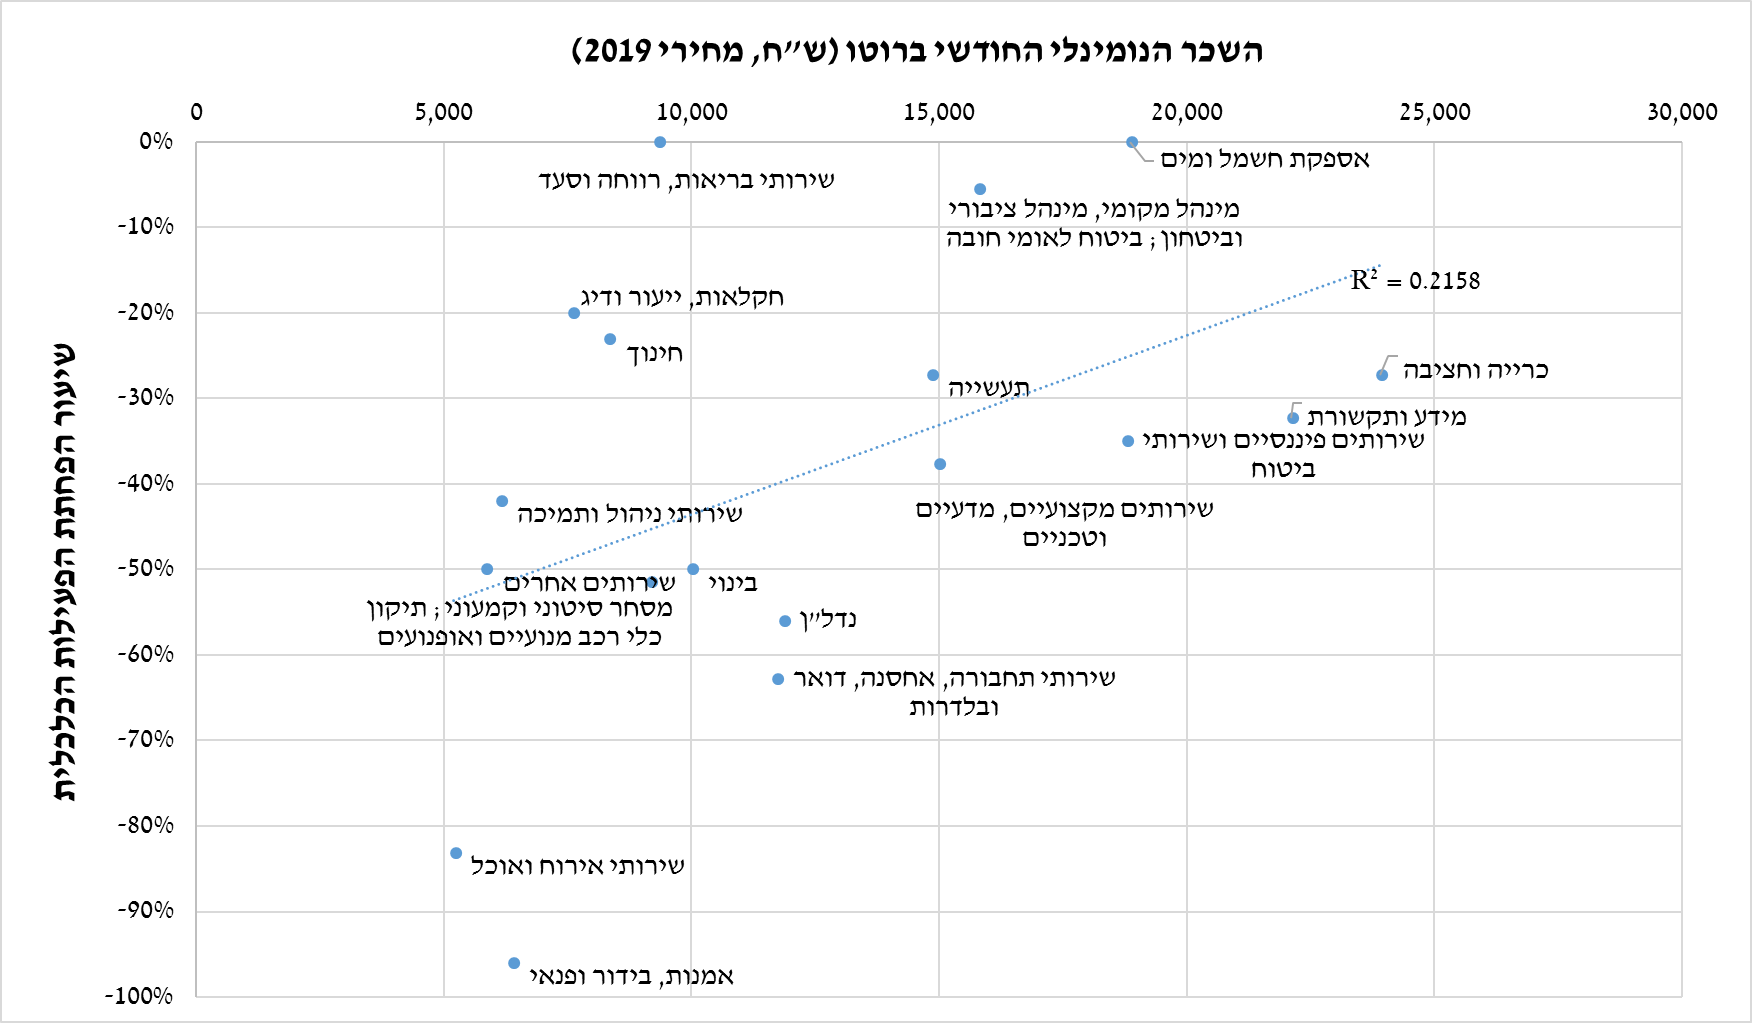 השכר הנומינלי החודשי ברוטו (ש"ח, מחירי 2019)
0
5,000
10,000
15,000
20,000
25,000
30,000
0%
-10%
-20%
-30%
-40%
-50%
-60%
-70%
-80%
-90%
-100%
שיעור הפחתת הפעילות הכלכלית
אספקת חשמל ומים
שירותי בריאות, רווחה וסעד
מינהל מקומי, מינהל ציבורי
וביטחון; ביטוח לאומי חובה
R² = 0.2158
חקלאות, ייעור ודיג
חינוך
כרייה וחציבה
תעשייה
מידע ותקשורת
שירותים פיננסיים ושירותי
ביטוח
שירותים מקצועיים, מדעיים
וטכניים
שירותי ניהול ותמיכה
שירותים אחרים
בינוי
מסחר סיטוני וקמעוני; תיקון
כלי רכב מנועיים ואופנועים
נדל"ן
שירותי תחבורה, אחסנה, דואר
ובלדרות
שירותי אירוח ואוכל
אמנות, בידור ופנאי